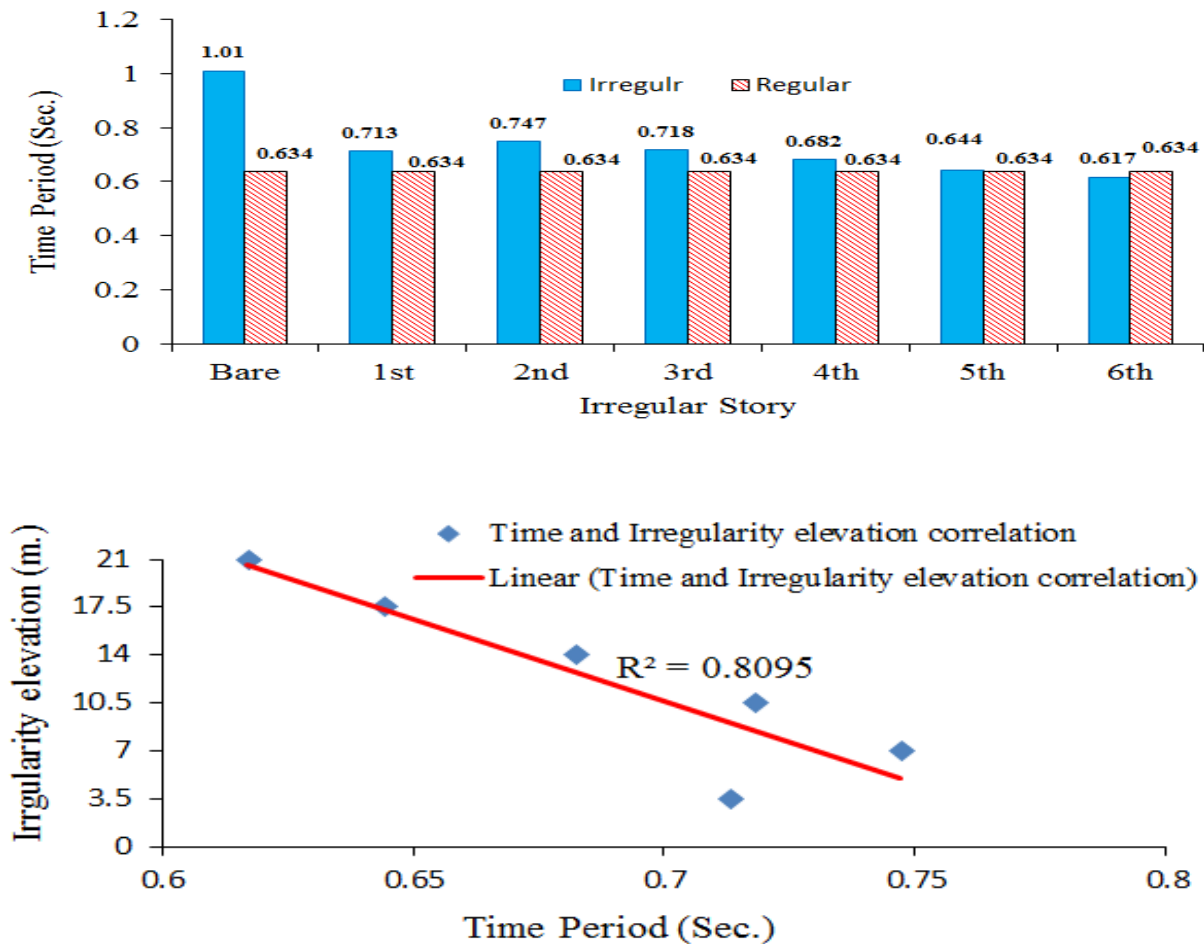 1.2
1.01
1
Irregulr Regular
0.8
0.713 0.747 0.718 0.682 0.644 0.617 0.634
0.634 0.634 0.634 0.634 0.634 0.634
0.6
0.4
0.2
0
Time Period (Sec.)
Bare 1st 2nd 3rd 4th 5th 6th
Irregular Story
Time and Irregularity elevation correlation
Linear (Time and Irregularity elevation correlation)
21
17.5
14
R² = 0.8095
10.5
7
3.5
0
Irrgularity elevation (m.)
0.6 0.65 0.7 0.75 0.8
Time Period (Sec.)